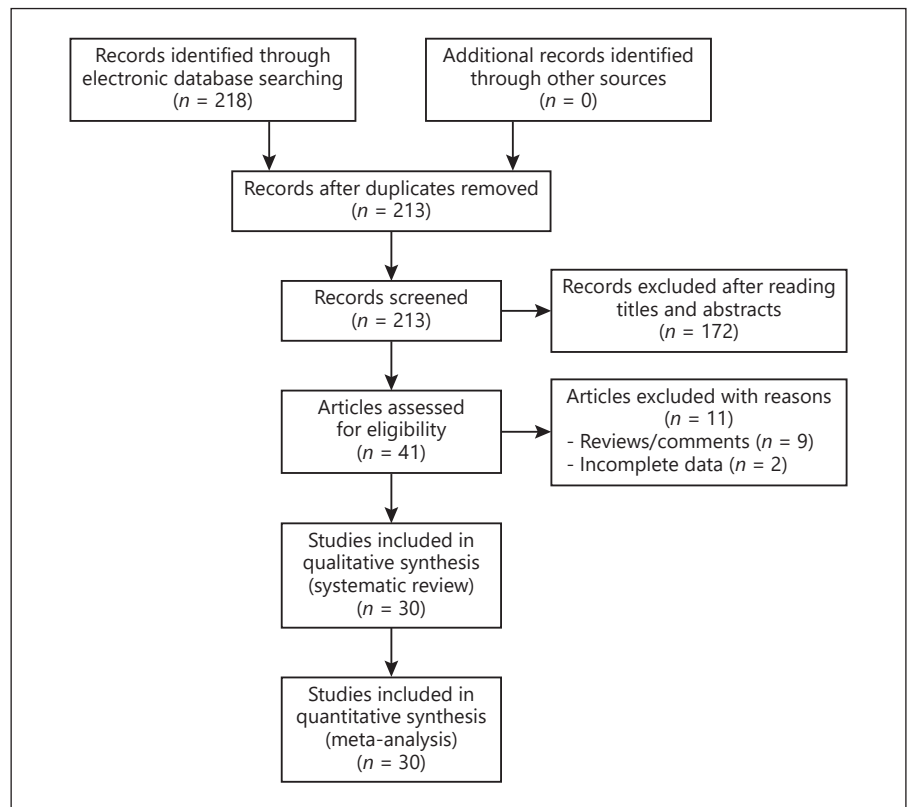 Records identified through
electronic database searching
(n = 218)
Additional records identified
through other sources
(n = 0)
Records after duplicates removed
(n = 213)
Records screened
(n = 213)
Records excluded after reading
titles and abstracts
(n = 172)
Articles assessed
for eligibility
(n = 41)
Articles excluded with reasons
(n = 11)
- Reviews/comments (n = 9)
- Incomplete data (n = 2)
Studies included in
qualitative synthesis
(systematic review)
(n = 30)
Studies included in
quantitative synthesis
(meta-analysis)
(n = 30)